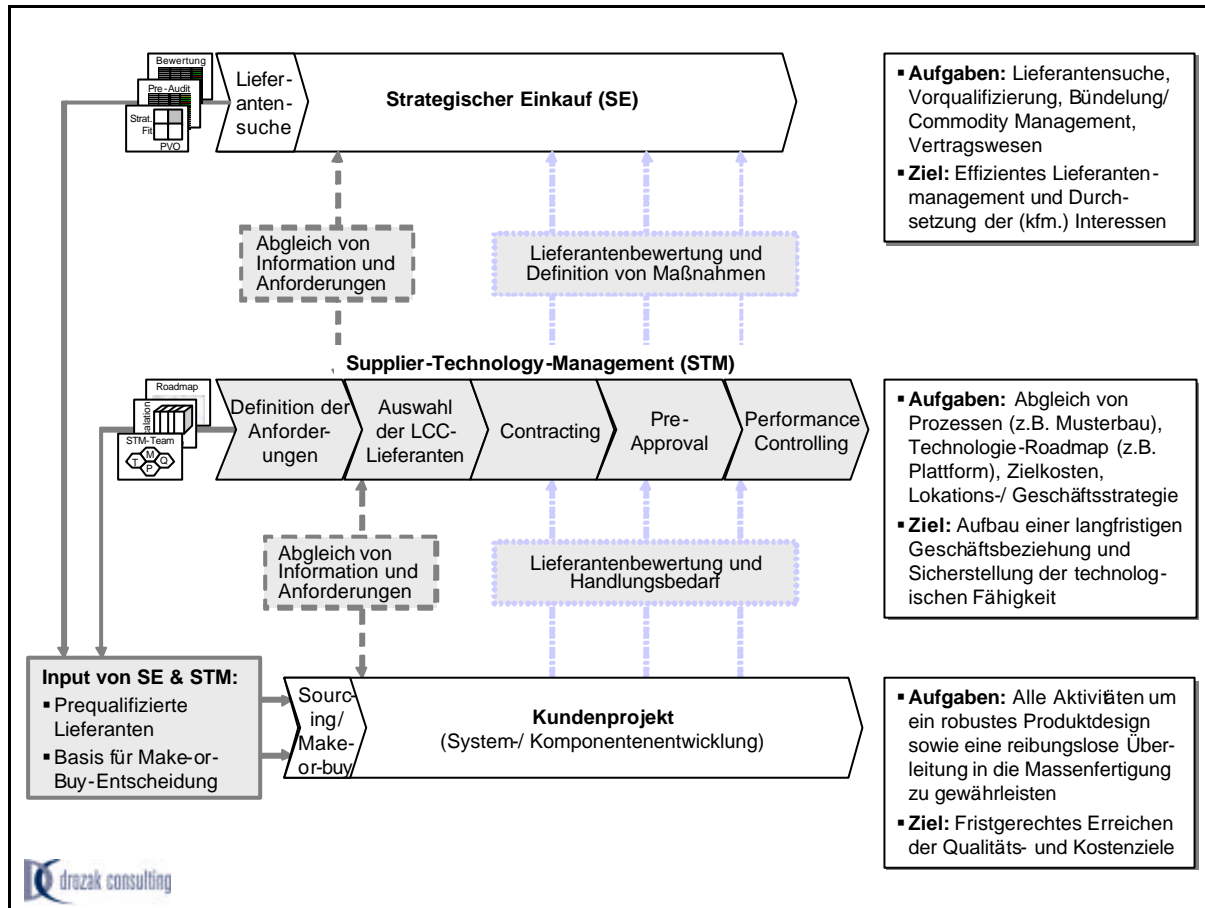 Bewertung
Pre-Audit
Strat.
Fit
PVO
Liefer-
anten-
suche
Strategischer Einkauf (SE)
▪ Aufgaben: Lieferantensuche,
Vorqualifizierung, Bündelung/
Commodity Management,
Vertragswesen
▪ Ziel: Effizientes Lieferanten-
management und Durch-
setzung der (kfm.) Interessen
Abgleich von
Information und
Anforderungen
Lieferantenbewertung und
Definition von Maßnahmen
Supplier-Technology-Management (STM)
Roadmap
STM-Team
T M Q P
Definition der
Anforder-
ungen
Auswahl
der LCC-
Lieferanten
Contracting
Pre-
Approval
Performance
Controlling
▪ Aufgaben: Abgleich von
Prozessen (z.B. Musterbau),
Technologie-Roadmap (z.B.
Plattform), Zielkosten,
Lokations-/ Geschäftsstrategie
▪ Ziel: Aufbau einer langfristigen
Geschäftsbeziehung und
Sicherstellung der technolog-
ischen Fähigkeit
Abgleich von
Information und
Anforderungen
Lieferantenbewertung und
Handlungsbedarf
Input von SE & STM:
▪ Prequalifizierte
Lieferanten
▪ Basis für Make-or-
Buy-Entscheidung
Sourc-
ing/
Make-
or-buy
Kundenprojekt
(System-/ Komponentenentwicklung)
▪ Aufgaben: Alle Aktivitäten um
ein robustes Produktdesign
sowie eine reibungslose Über-
leitung in die Massenfertigung
zu gewährleisten
▪ Ziel: Fristgerechtes Erreichen
der Qualitäts- und Kostenziele
drozak consulting